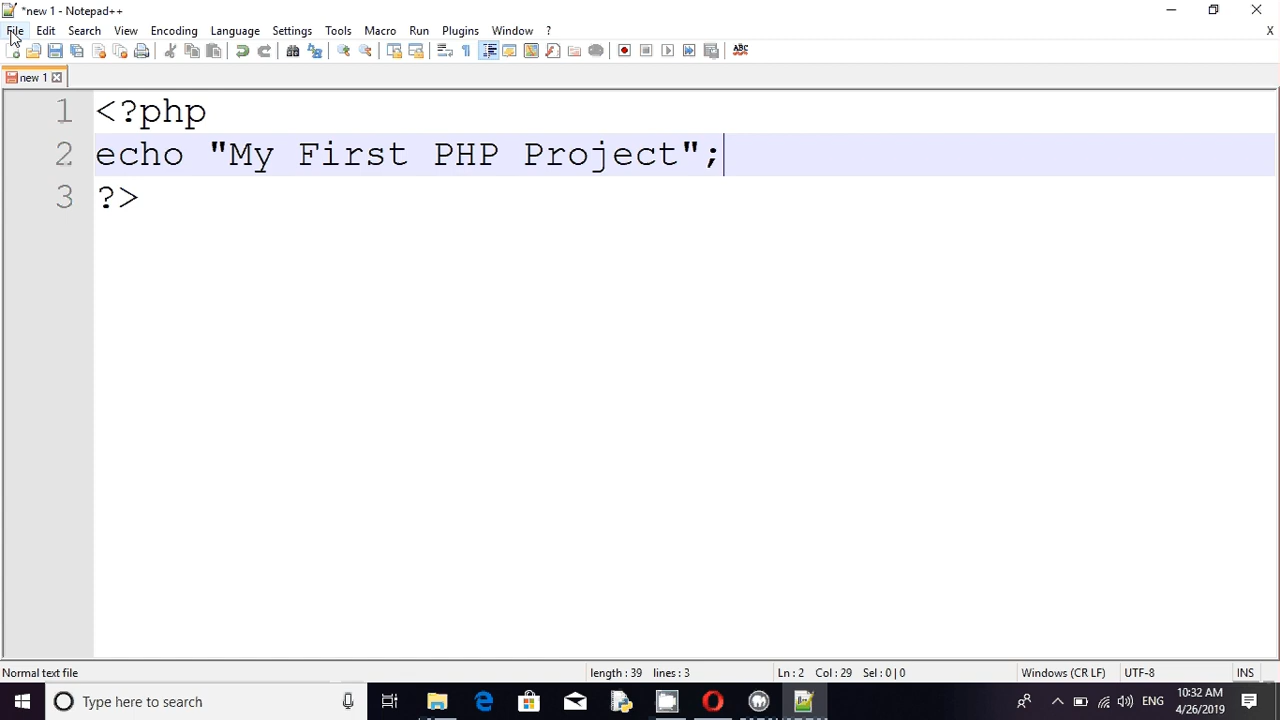 *new 1 - Notepad++
File Edit Search View Encoding Language Settings Tools Macro Run Plugins Window ? X
ABC
new 1
1 <?php
2 echo "My First PHP Project";
3 ?>
Normal text file length : 39 lines : 3 Ln : 2 Col : 29 Sel : 0 | 0 Windows (CR LF) UTF-8 INS
Type here to search ENG 10:32 AM
4/26/2019